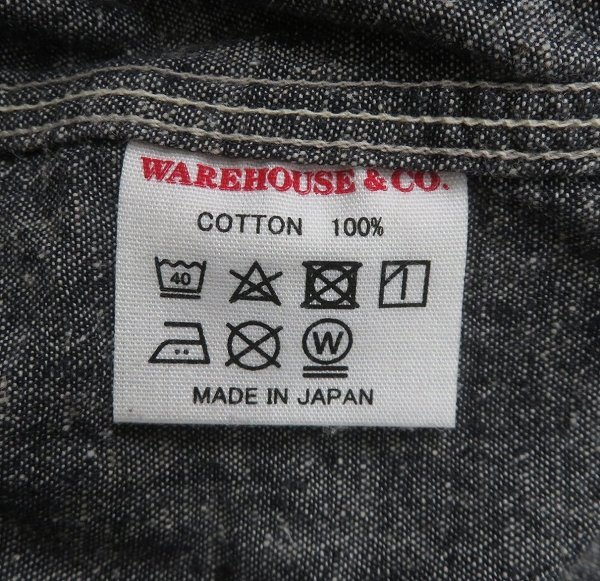 WAREHOUSE & CO.
COTTON 100%
40
W
MADE IN JAPAN